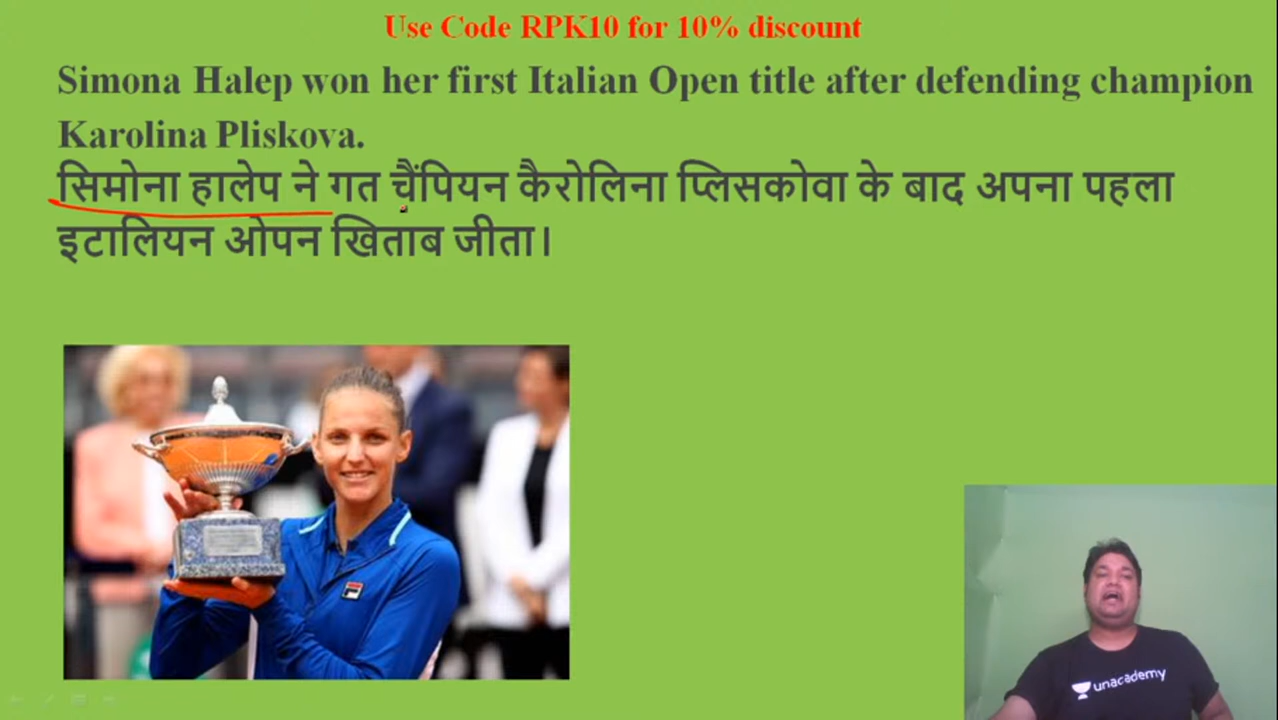 Use Code RPK10 for 10% discount
Simona Halep won her first Italian Open title after defending champion
Karolina Pliskova.
सिमोना हालेप ने गत चैंपियन कैरोलिना प्लिसकोवा के बाद अपना पहला
इटालियन ओपन खिताब जीता।
unacademy